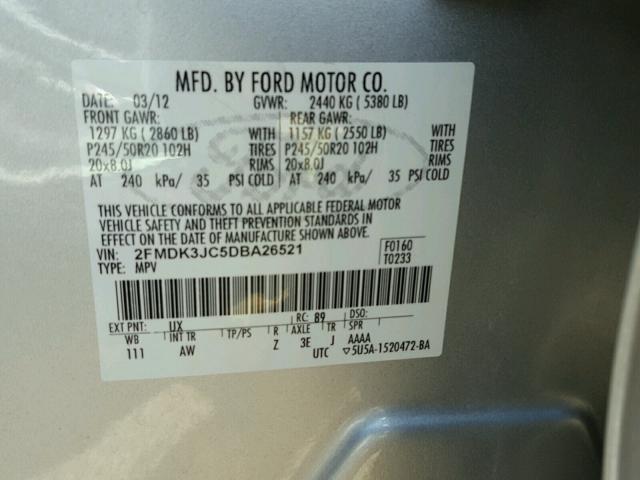 MFD. BY FORD MOTOR CO.
DATE: 03/12 GVWR: 2440 KG ( 5380 LB)
FRONT GAWR: REAR GAWR:
1297 KG ( 2860 LB) WITH 1157 KG ( 2550 LB) WITH
P245/50R20 102H TIRES P245/50R20 102H TIRES
20x8.0J RIMS 20x8.0J RIMS
AT 240 kPa/ 35 PSI COLD AT 240 kPa/ 35 PSI COLD
THIS VEHICLE CONFORMS TO ALL APPLICABLE FEDERAL MOTOR
VEHICLE SAFETY AND THEFT PREVENTION STANDARDS IN
EFFECT ON THE DATE OF MANUFACTURE SHOWN ABOVE.
VIN: 2FMDK3JC5DBA26521 F0160
TYPE: MPV T0233
EXT PNT: UX RC: B9 DSO:
WB INT TR TP/PS R AXLE TR SPR
111 AW Z 3E J AAAA
UTC ▽5U5A-1520472-BA